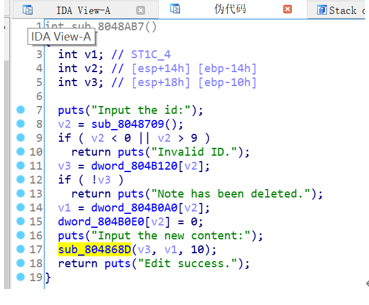 IDA View-A
伪代码
Stack o
int sub_8048AB7()
IDA View-A
3 int v1; // ST1C_4
4 int v2; // [esp+14h] [ebp-14h]
5 int v3; // [esp+18h] [ebp-10h]
6
7 puts("Input the id:");
8 v2 = sub_8048709();
9 if ( v2 < 0 || v2 > 9 )
10 return puts("Invalid ID.");
11 v3 = dword_804B120[v2];
12 if ( !v3 )
13 return puts("Note has been deleted.");
14 v1 = dword_804B0A0[v2];
15 dword_804B0E0[v2] = 0;
16 puts("Input the new content:");
17 sub_804868D(v3, v1, 10);
18 return puts("Edit success.");
19 }